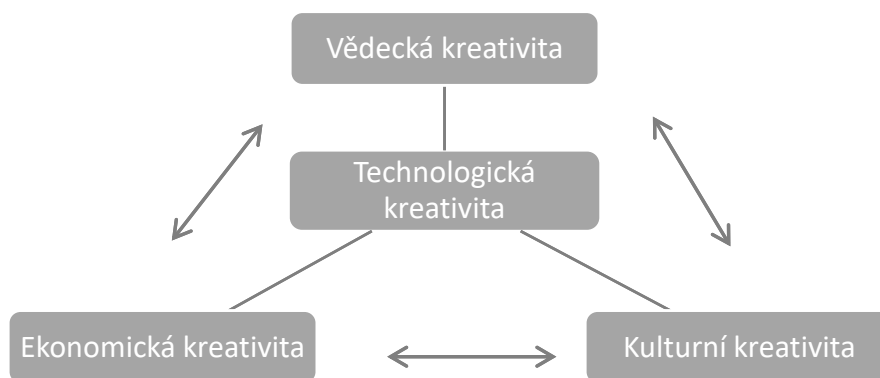 Vědecká kreativita
Technologická
kreativita
Ekonomická kreativita
Kulturní kreativita